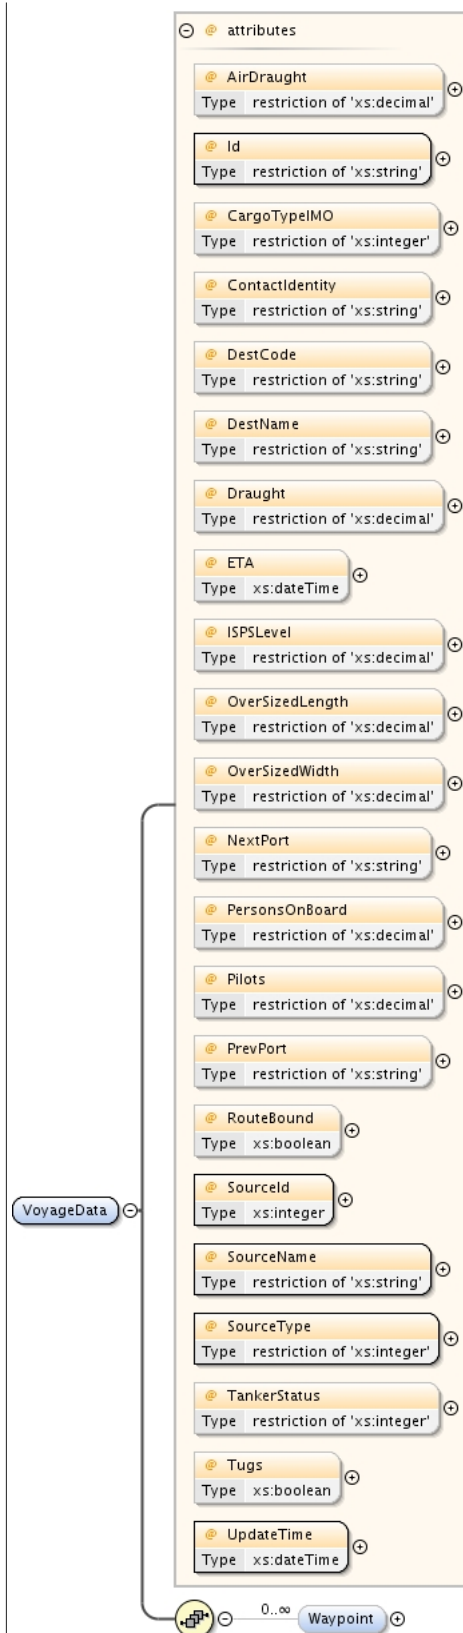 @ attributes
@ AirDraught
Type restriction of 'xs:decimal'
@ Id
Type restriction of 'xs:string'
@ CargoTypeIMO
Type restriction of 'xs:integer'
@ ContactIdentity
Type restriction of 'xs:string'
@ DestCode
Type restriction of 'xs:string'
@ DestName
Type restriction of 'xs:string'
@ Draught
Type restriction of 'xs:decimal'
@ ETA
Type xs:dateTime
@ ISPSLevel
Type restriction of 'xs:decimal'
@ OverSizedLength
Type restriction of 'xs:decimal'
@ OverSizedWidth
Type restriction of 'xs:decimal'
@ NextPort
Type restriction of 'xs:string'
@ PersonsOnBoard
Type restriction of 'xs:decimal'
@ Pilots
Type restriction of 'xs:decimal'
@ PrevPort
Type restriction of 'xs:string'
@ RouteBound
Type xs:boolean
@ SourceId
Type xs:integer
VoyageData
@ SourceName
Type restriction of 'xs:string'
@ SourceType
Type restriction of 'xs:integer'
@ TankerStatus
Type restriction of 'xs:integer'
@ Tugs
Type xs:boolean
@ UpdateTime
Type xs:dateTime
0..∞
Waypoint